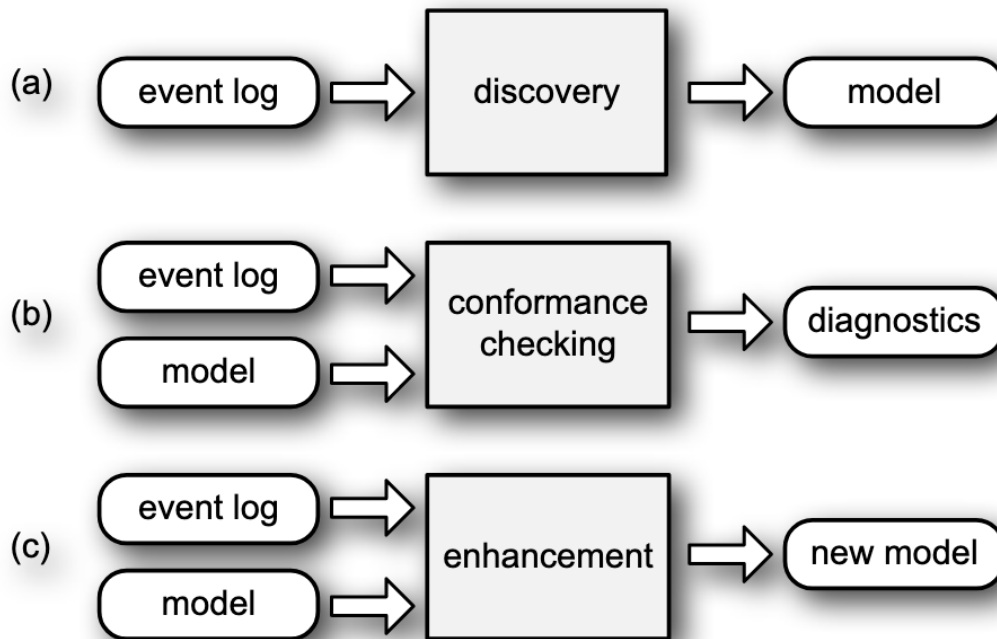 (a)
event log
discovery
model
(b)
event log
model
conformance
checking
diagnostics
(c)
event log
model
enhancement
new model